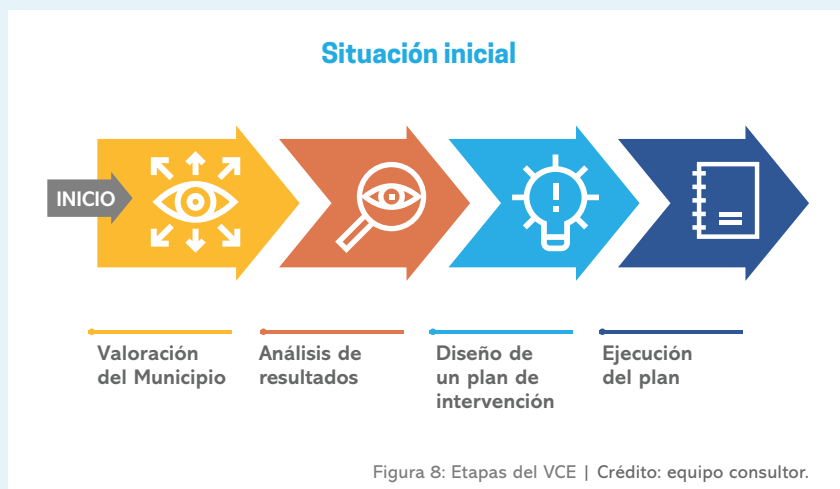 Situación inicial
INICIO
Valoración
del Municipio
Análisis de
resultados
Diseño de
un plan de
intervención
Ejecución
del plan
Figura 8: Etapas del VCE | Crédito: equipo consultor.